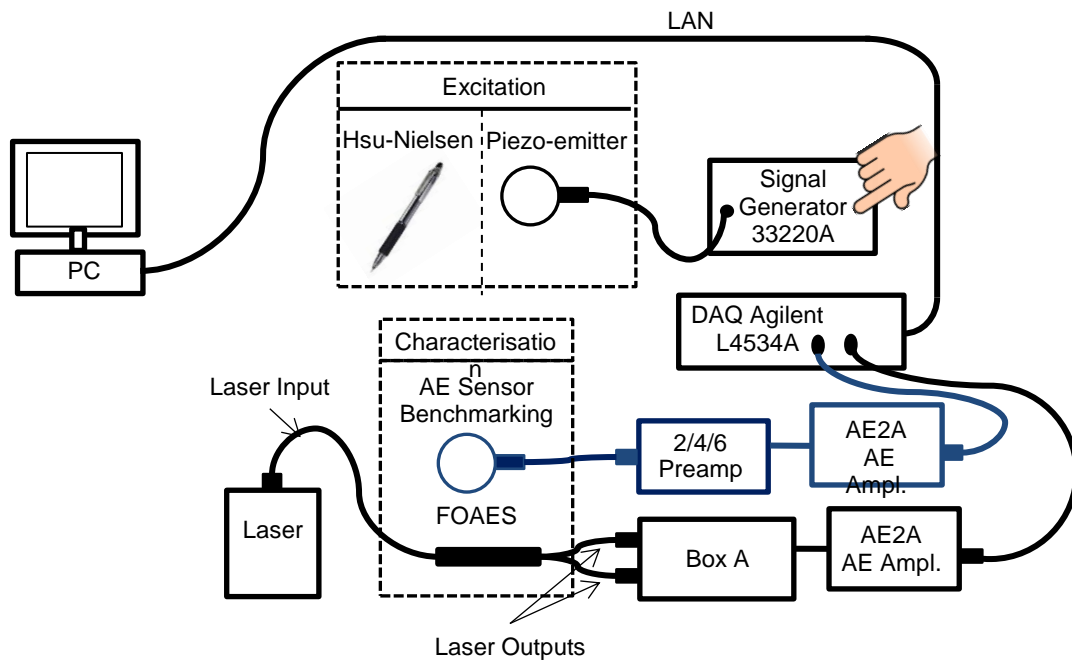 LAN
Excitation
Hsu-Nielsen
Piezo-emitter
Signal
Generator
33220A
PC
DAQ Agilent
L4534A
Characterisatio
n
Laser Input
AE Sensor
Benchmarking
2/4/6
Preamp
AE2A
AE
Ampl.
FOAES
Laser
Box A
AE2A
AE Ampl.
Laser Outputs